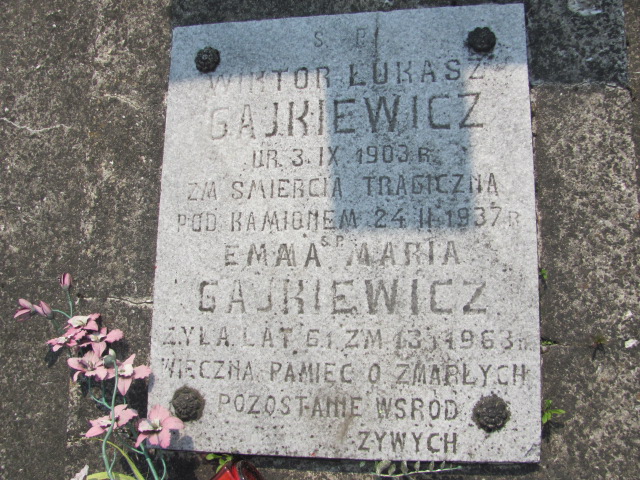 Ś. P.
WIKTOR ŁUKASZ
GAJKIEWICZ
UR. 3. IX 1903 R.
ZM ŚMIERCIĄ TRAGICZNĄ
POD KAMIONEM 24 II 1937 R
Ś.P.
EMMA MARIA
GAJKIEWICZ
ŻYŁA LAT 61 ZM 13 I 1963 R.
WIECZNA PAMIĘĆ O ZMARŁYCH
POZOSTANIE WŚRÓD
ŻYWYCH